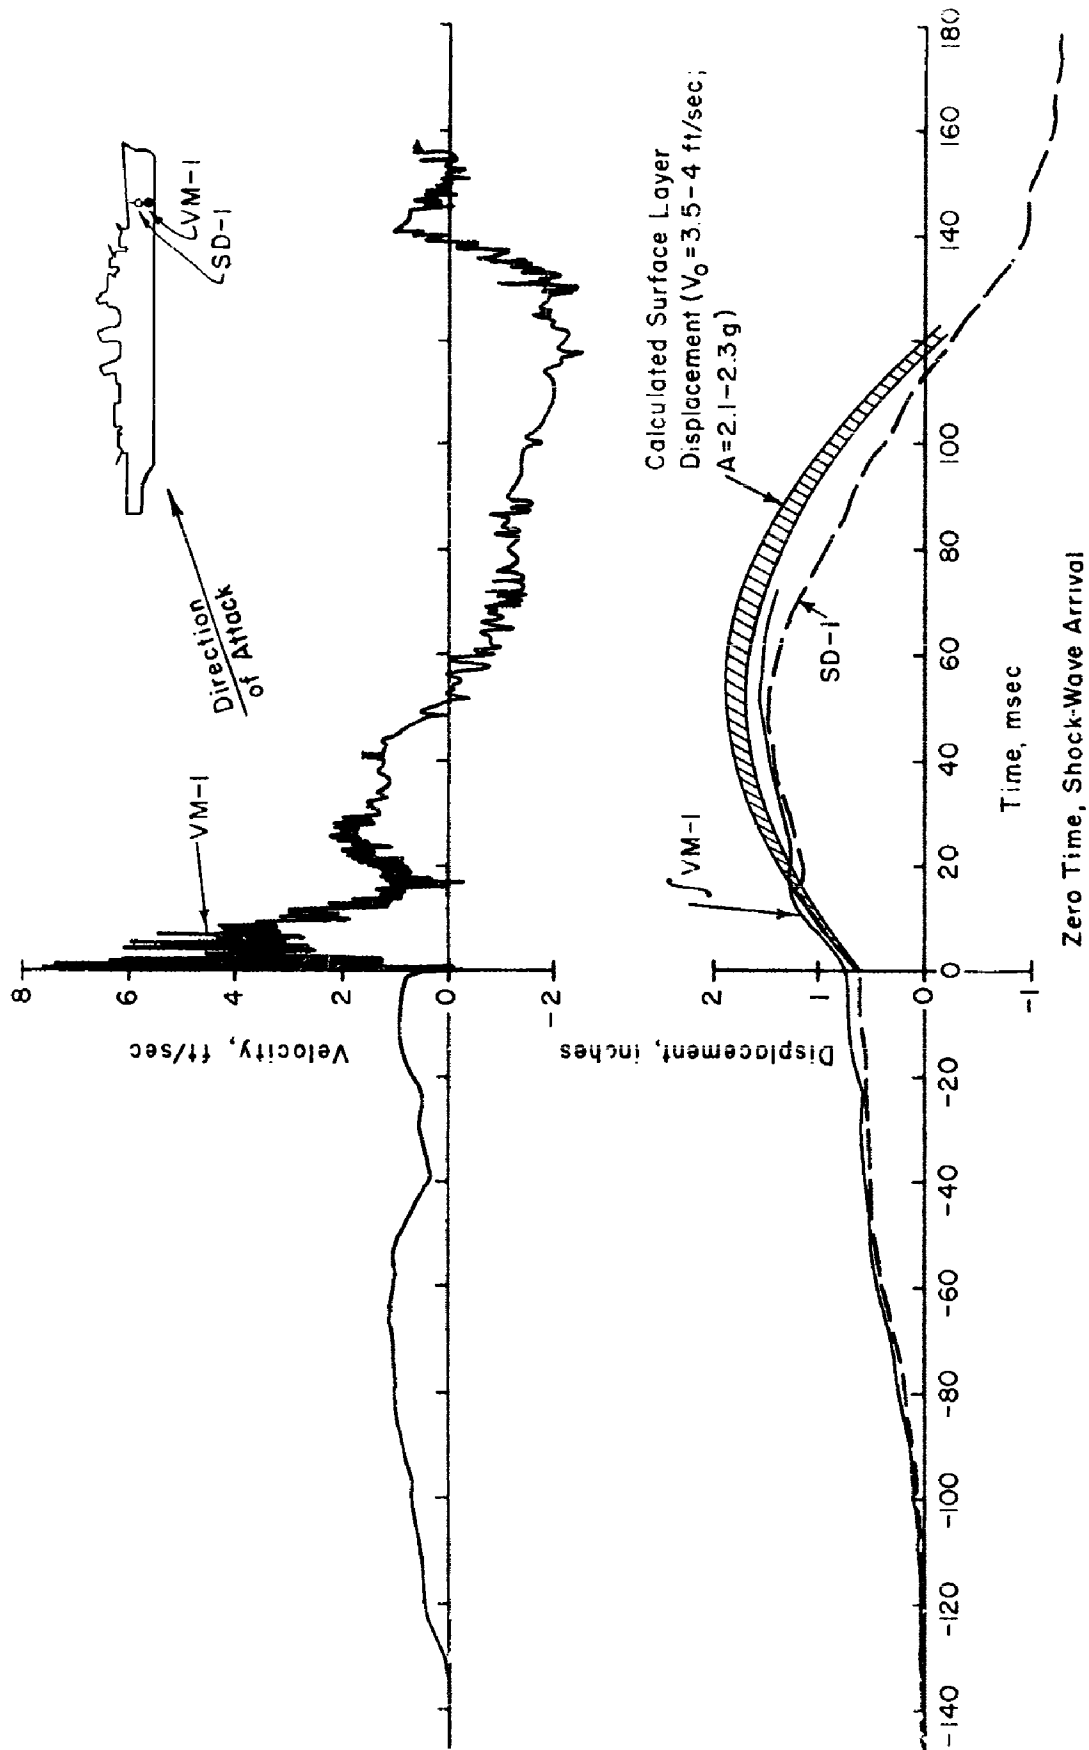 8
6
4
2
0
-2
Velocity, ft/sec
VM-1
Direction
of Attack
SD-1
VM-1
2
1
0
-1
Displacement, inches
∫VM-1
SD-1
Calculated Surface Layer
Displacement (V₀ = 3.5-4 ft/sec;
A=2.1-2.3g)
-140 -120 -100 -80 -60 -40 -20 0 20 40 60 80 100 120 140 160 180
Time, msec
Zero Time, Shock-Wave Arrival